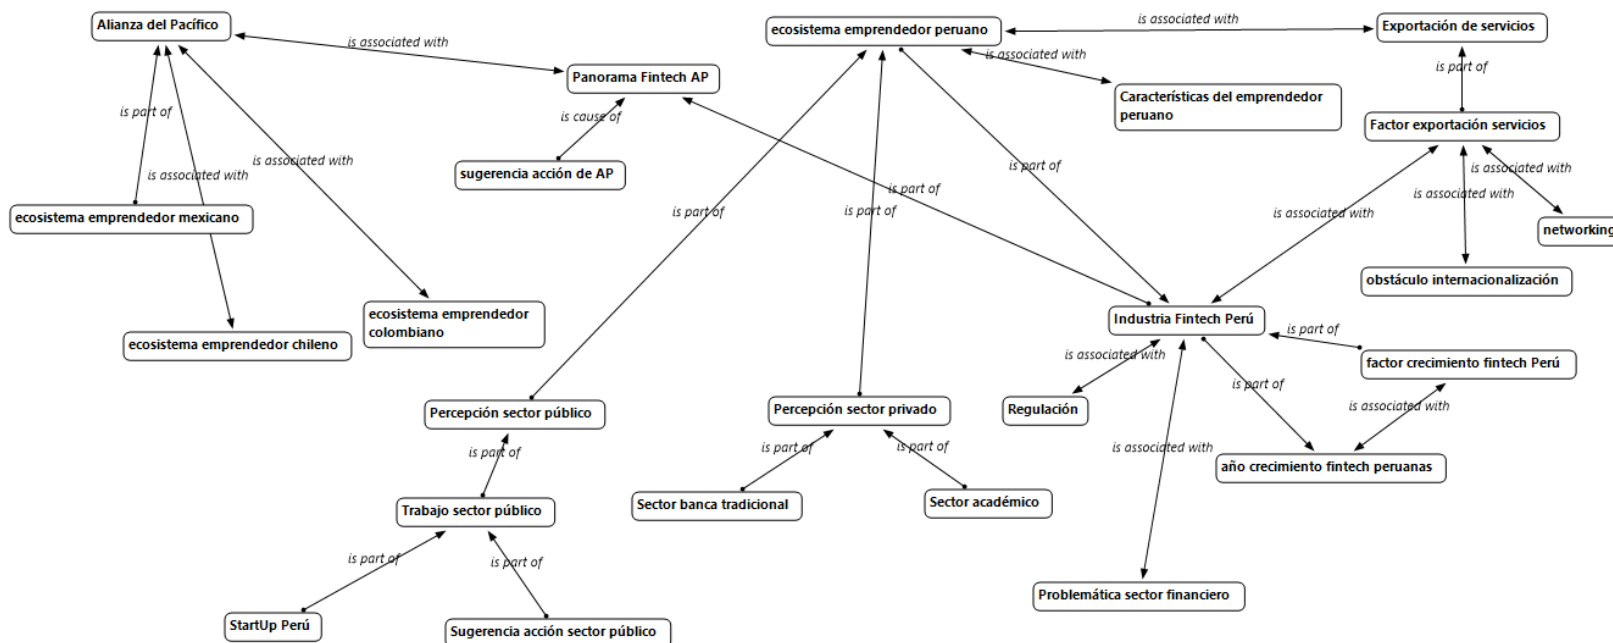 Alianza del Pacífico
ecosistema emprendedor peruano
is associated with
Exportación de servicios
is associated with
is associated with
Panorama Fintech AP
is part of
Características del emprendedor
peruano
is part of
is cause of
Factor exportación servicios
is associated with
is part of
is associated with
is associated with
sugerencia acción de AP
is part of
is part of
is associated with
ecosistema emprendedor mexicano
is part of
is part of
is associated with
networking
obstáculo internacionalización
ecosistema emprendedor
colombiano
Industria Fintech Perú
is part of
ecosistema emprendedor chileno
is associated with
factor crecimiento fintech Perú
is part of
Percepción sector público
Percepción sector privado
Regulación
is associated with
is part of
is part of
is part of
is associated with
año crecimiento fintech peruanas
Trabajo sector público
Sector banca tradicional
Sector académico
is part of
is part of
Problemática sector financiero
StartUp Perú
Sugerencia acción sector público